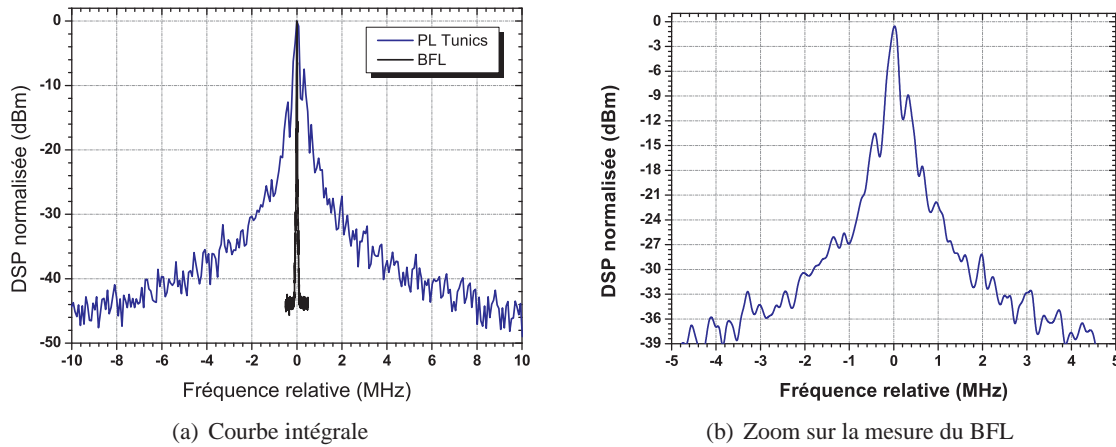 0
-10
-20
-30
-40
-50
DSP normalisée (dBm)
PL Tunics
BFL
-10 -8 -6 -4 -2 0 2 4 6 8 10
Fréquence relative (MHz)
(a) Courbe intégrale
0
-3
-6
-9
-12
-15
-18
-21
-24
-27
-30
-33
-36
-39
DSP normalisée (dBm)
-5 -4 -3 -2 -1 0 1 2 3 4 5
Fréquence relative (MHz)
(b) Zoom sur la mesure du BFL